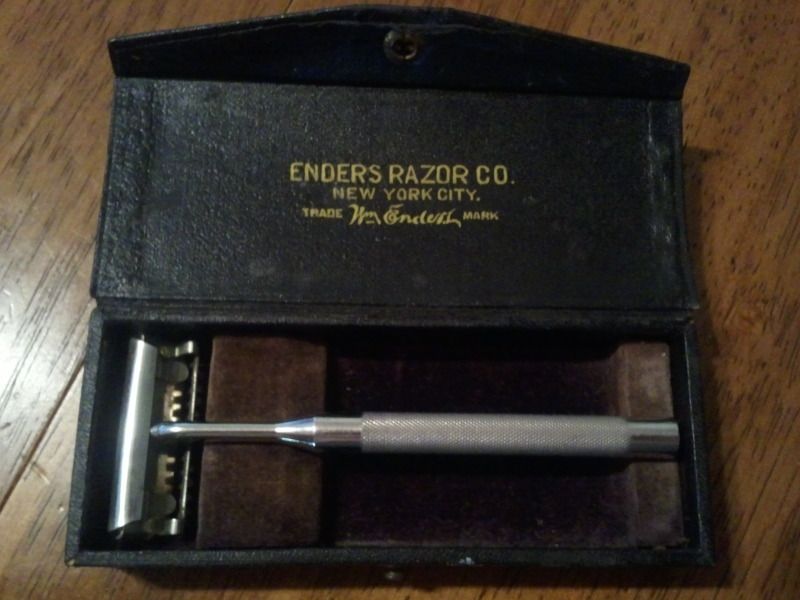 ENDERS RAZOR CO.
NEW YORK CITY.
TRADE Wm Enders MARK